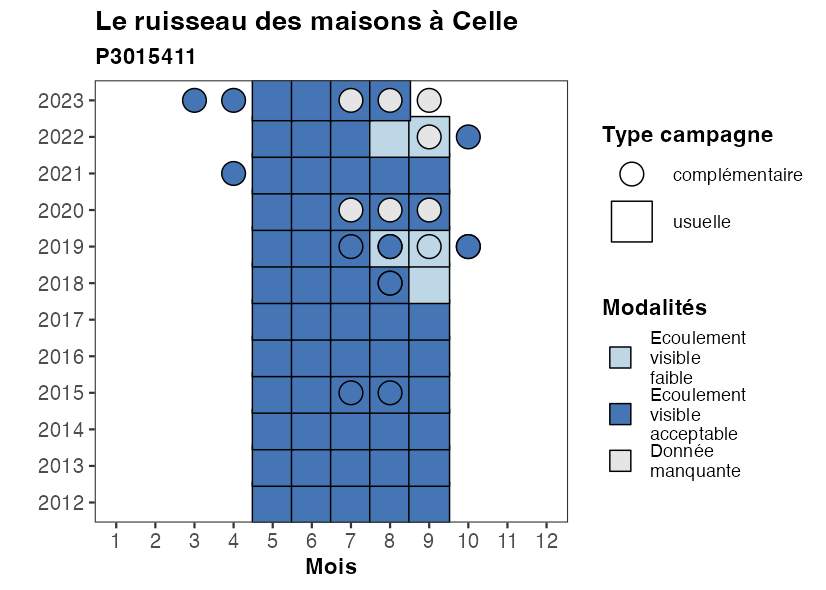 Le ruisseau des maisons à Celle
P3015411
2023
2022
2021
2020
2019
2018
2017
2016
2015
2014
2013
2012
1 2 3 4 5 6 7 8 9 10 11 12
Mois
Type campagne
complémentaire
usuelle
Modalités
Ecoulement
visible
faible
Ecoulement
visible
acceptable
Donnée
manquante